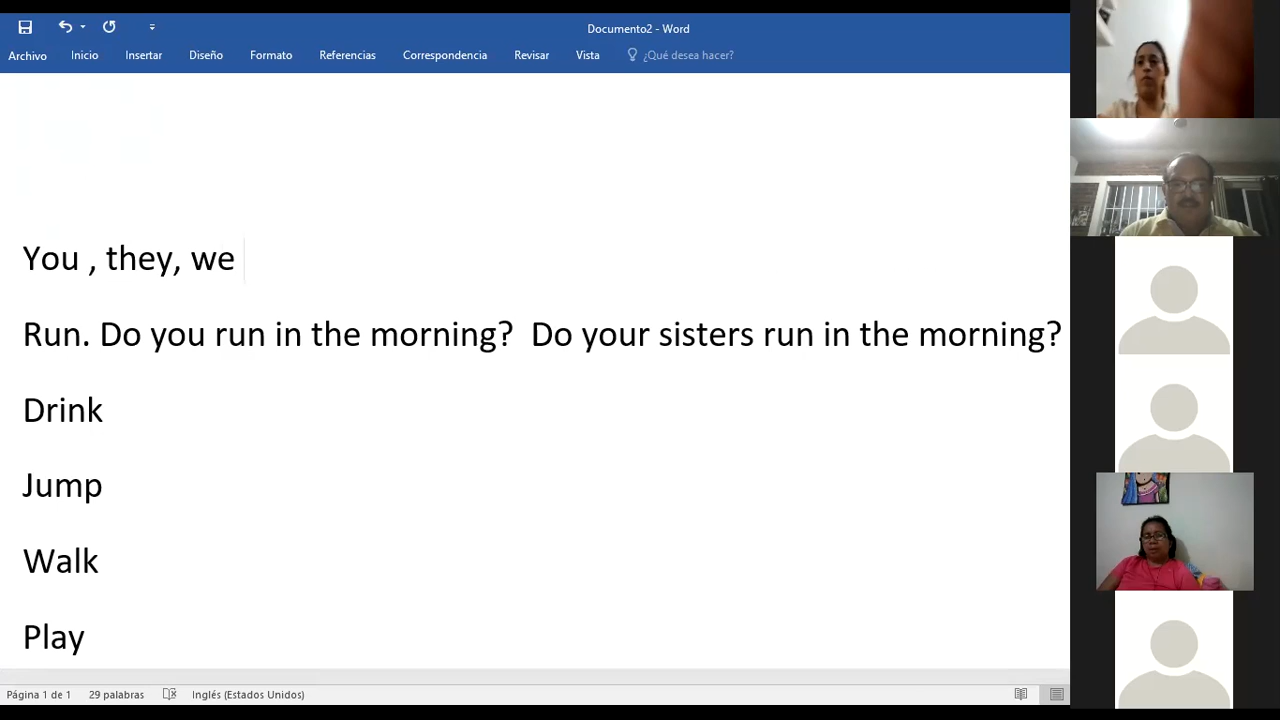 Documento2 - Word
Archivo Inicio Insertar Diseño Formato Referencias Correspondencia Revisar Vista ¿Qué desea hacer?
You , they, we
Run. Do you run in the morning?  Do your sisters run in the morning?
Drink
Jump
Walk
Play
Página 1 de 1 29 palabras Inglés (Estados Unidos)